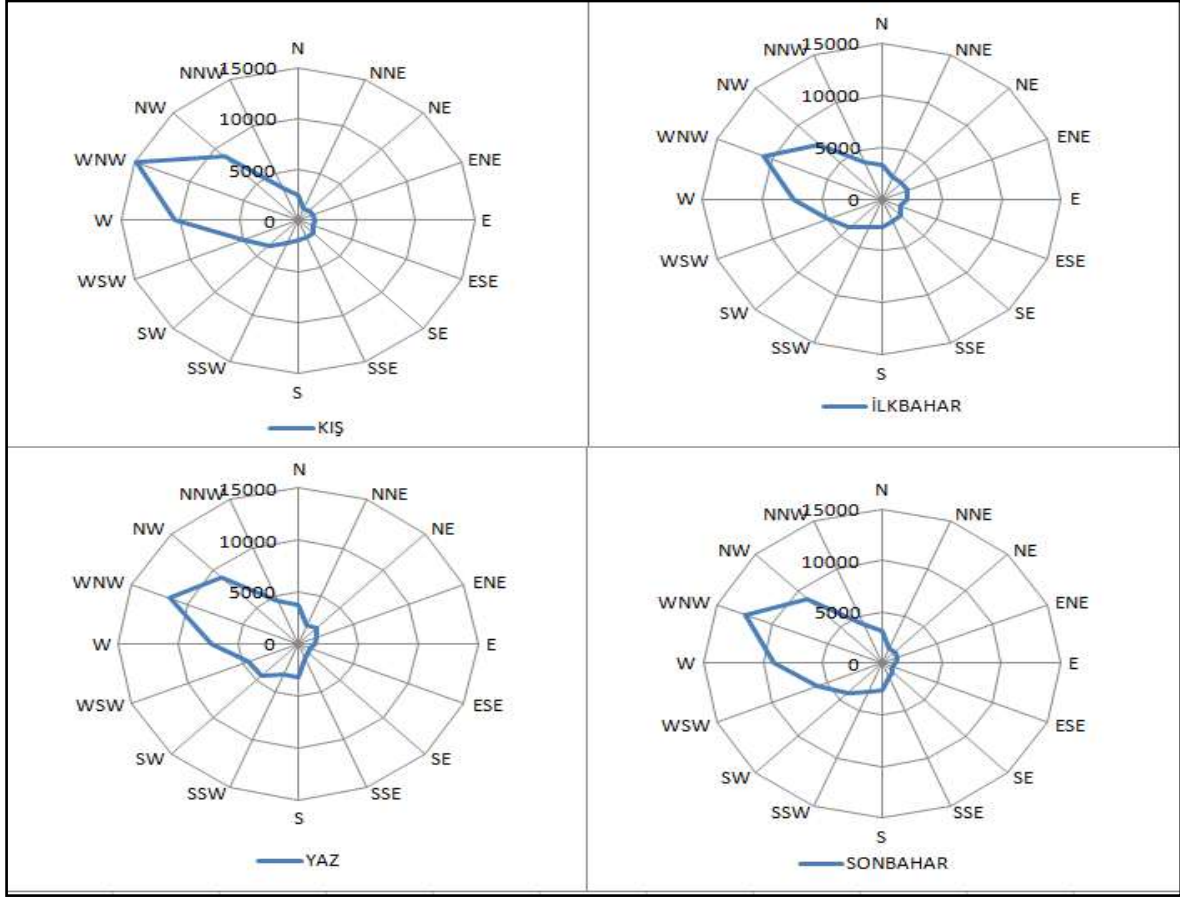 N
NNW 15000 NNE
NW 10000 NE
WNW 5000 ENE
W 0 E
WSW ESE
SW SE
SSW SSE
S
KIŞ
N
NNW 15000 NNE
NW 10000 NE
WNW 5000 ENE
W 0 E
WSW ESE
SW SE
SSW SSE
S
İLKBAHAR
N
NNW 15000 NNE
NW 10000 NE
WNW 5000 ENE
W 0 E
WSW ESE
SW SE
SSW SSE
S
YAZ
N
NNW 15000 NNE
NW 10000 NE
WNW 5000 ENE
W 0 E
WSW ESE
SW SE
SSW SSE
S
SONBAHAR